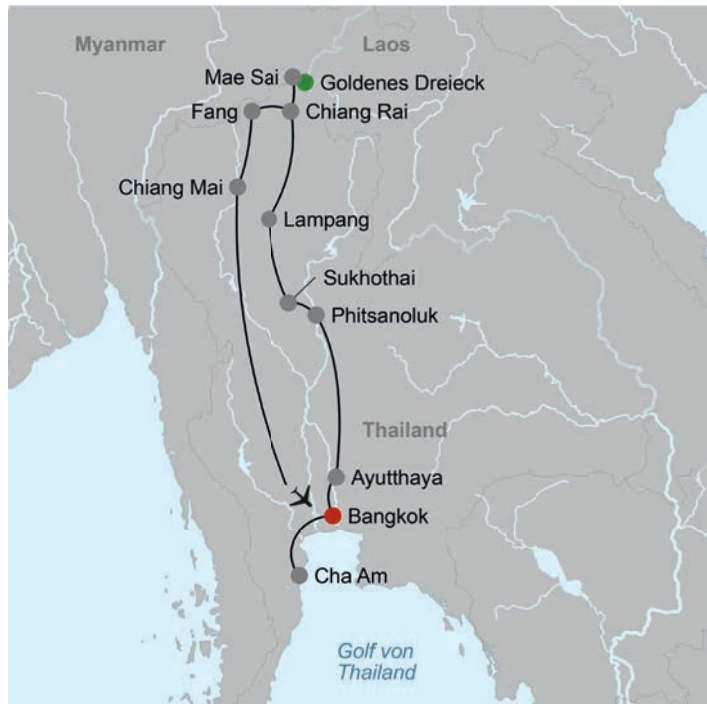 Myanmar
Laos
Mae Sai
Goldenes Dreieck
Fang
Chiang Rai
Chiang Mai
Lampang
Sukhothai
Phitsanoluk
Thailand
Ayutthaya
Bangkok
Cha Am
Golf von
Thailand